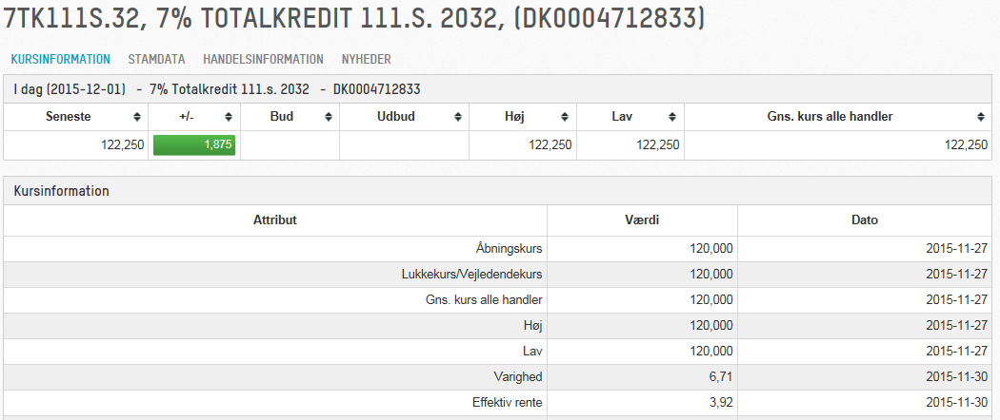 7TK111S.32, 7% TOTALKREDIT 111.S. 2032, (DK0004712833)
KURSINFORMATION STAMDATA HANDELSINFORMATION NYHEDER
I dag (2015-12-01) - 7% Totalkredit 111.s. 2032 - DK0004712833
Seneste +/- Bud Udbud Høj Lav Gns. kurs alle handler
122,250 1,875 122,250 122,250 122,250
Kursinformation
Attribut Værdi Dato
Åbningskurs 120,000 2015-11-27
Lukkekurs/Vejledendekurs 120,000 2015-11-27
Gns. kurs alle handler 120,000 2015-11-27
Høj 120,000 2015-11-27
Lav 120,000 2015-11-27
Varighed 6,71 2015-11-30
Effektiv rente 3,92 2015-11-30